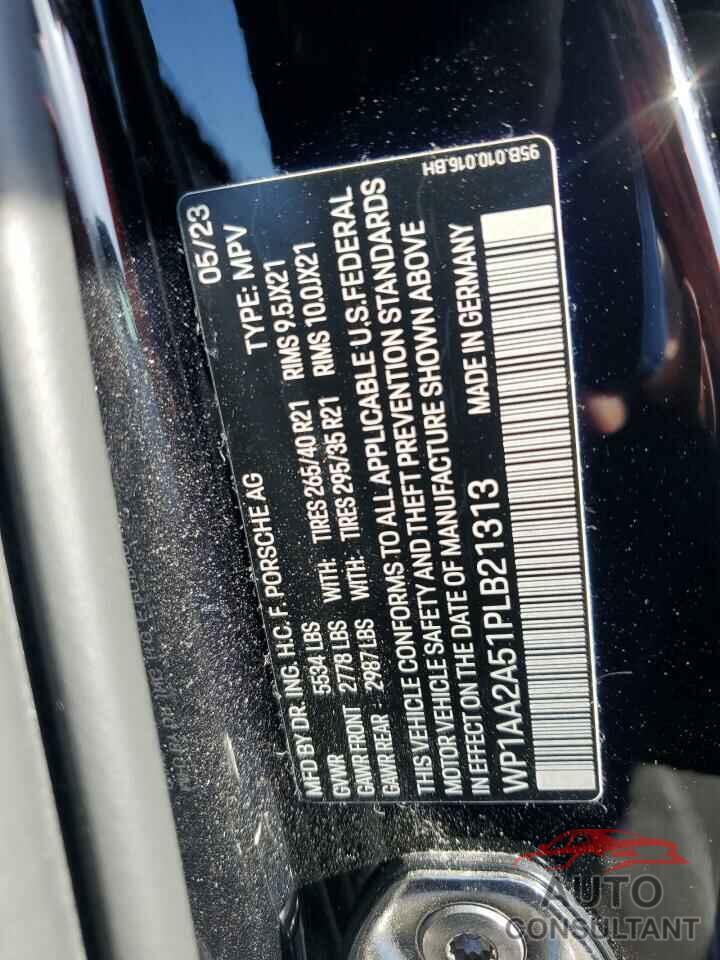 95B.010.016.BH
MFD BY DR. ING. H.C. F. PORSCHE AG 05/23
GVWR 5534 LBS TYPE: MPV
GAWR FRONT 2778 LBS WITH: TIRES 265/40 R21 RIMS 9.5JX21
GAWR REAR - 2987 LBS WITH: TIRES 295/35 R21 RIMS 10.0JX21
THIS VEHICLE CONFORMS TO ALL APPLICABLE U.S. FEDERAL
MOTOR VEHICLE SAFETY AND THEFT PREVENTION STANDARDS
IN EFFECT ON THE DATE OF MANUFACTURE SHOWN ABOVE
WP1AA2A51PLB21313 MADE IN GERMANY
AUTO
CONSULTANT